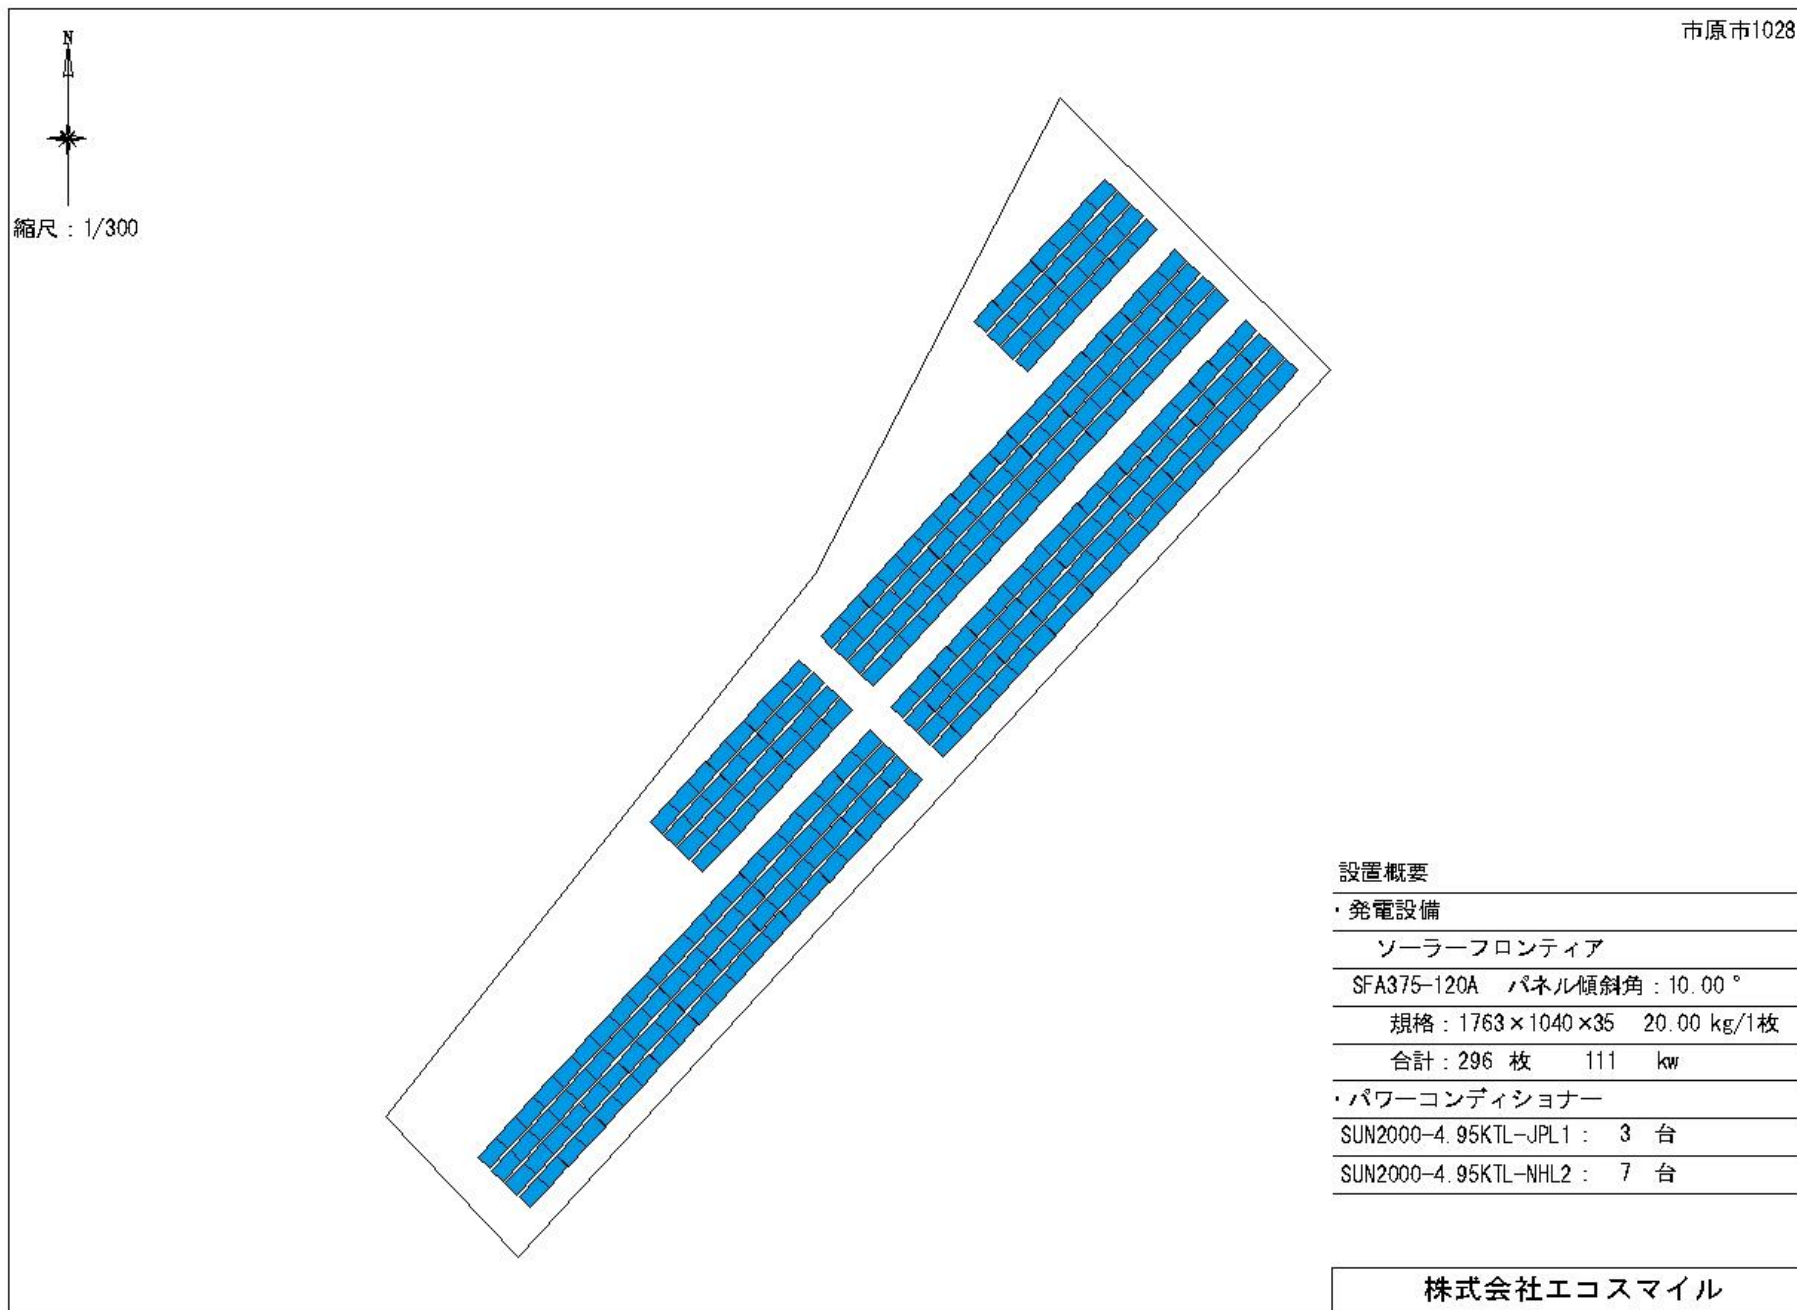 市原市1028
N
縮尺：1/300
設置概要
・発電設備
ソーラーフロンティア
SFA375-120A　パネル傾斜角：10.00°
規格：1763×1040×35　20.00 kg/1枚
合計：296 枚　111　kw
・パワーコンディショナー
SUN2000-4.95KTL-JPL1：　3　台
SUN2000-4.95KTL-NHL2：　7　台
株式会社エコスマイル